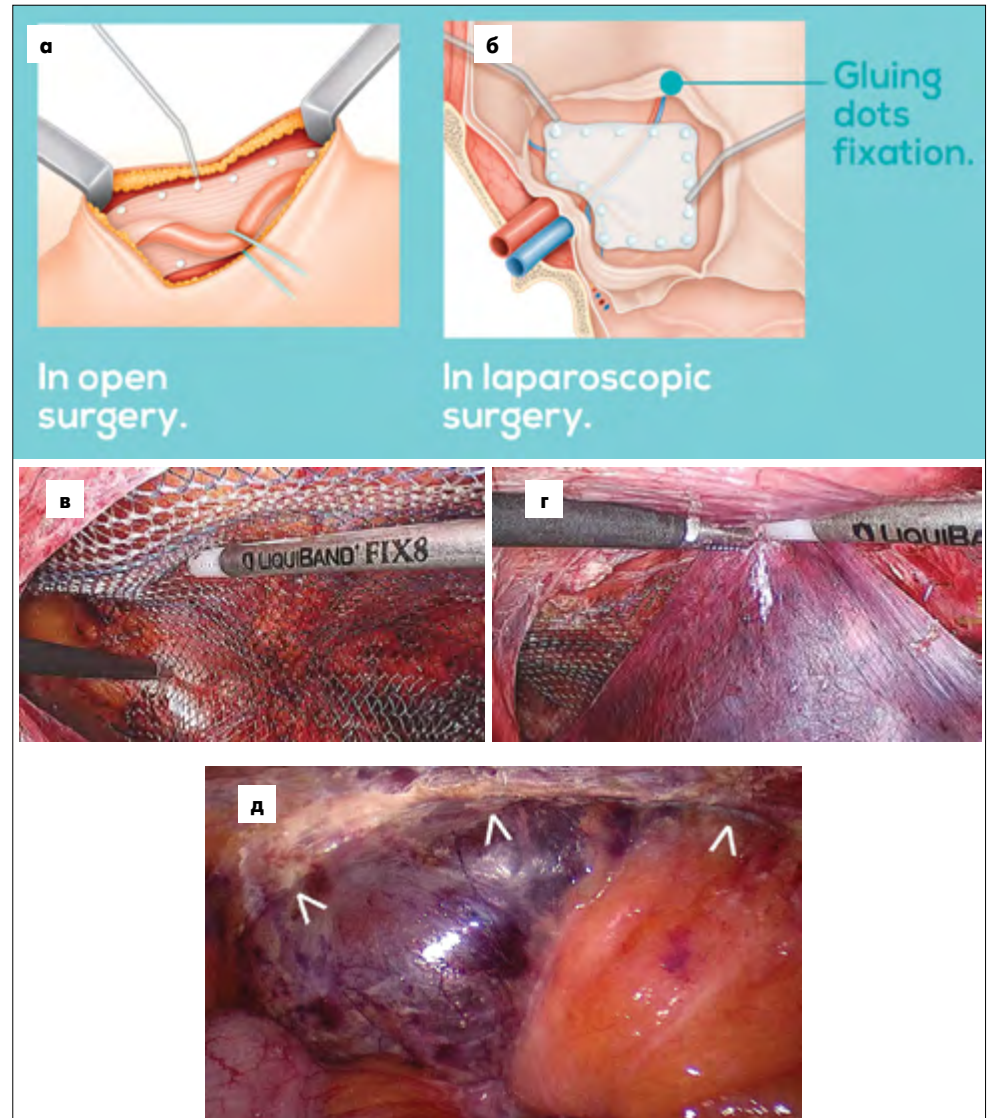 а
б
Gluing
dots
fixation.
In open
surgery.
In laparoscopic
surgery.
в
LIQUIBAND® FIX8
г
LIQUIBA
д